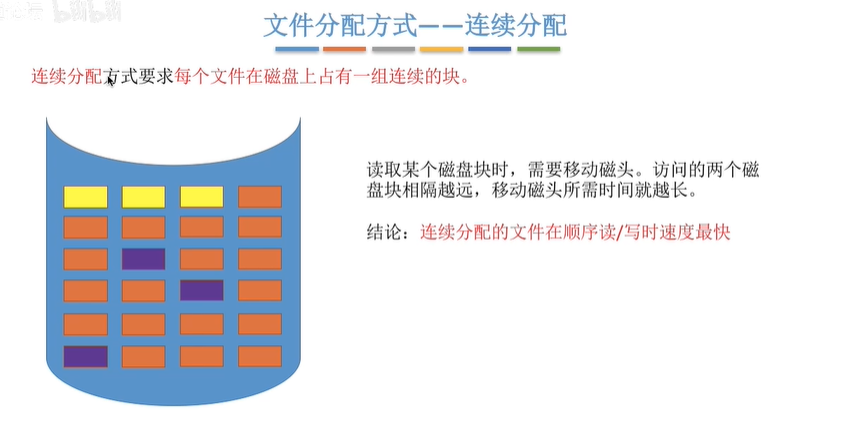 文件分配方式——连续分配
连续分配方式要求每个文件在磁盘上占有一组连续的块。
读取某个磁盘块时，需要移动磁头。访问的两个磁
盘块相隔越远，移动磁头所需时间就越长。
结论：连续分配的文件在顺序读/写时速度最快